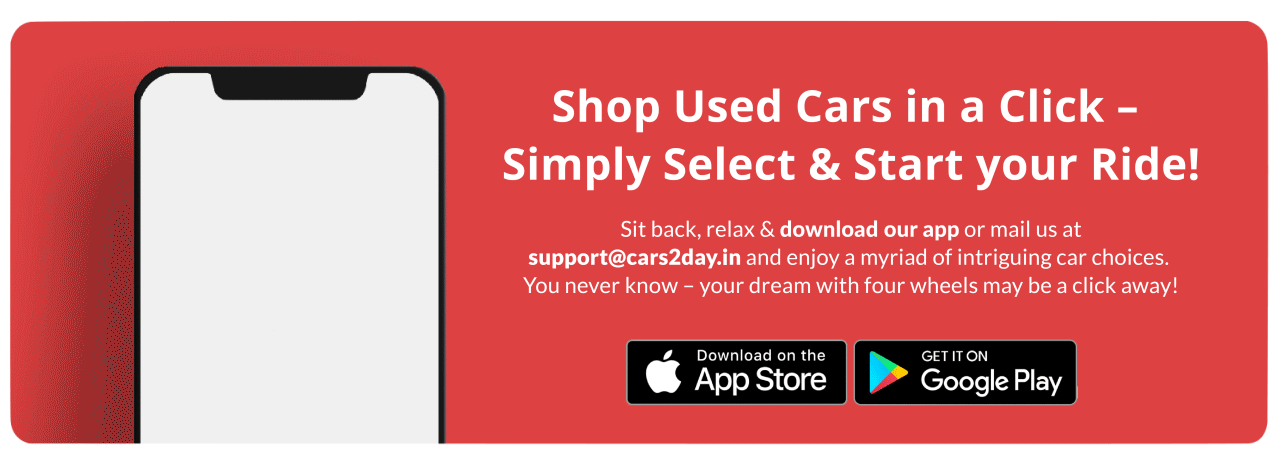 Shop Used Cars in a Click –
Simply Select & Start your Ride!
Sit back, relax & download our app or mail us at
support@cars2day.in and enjoy a myriad of intriguing car choices.
You never know – your dream with four wheels may be a click away!
Download on the
App Store
GET IT ON
Google Play